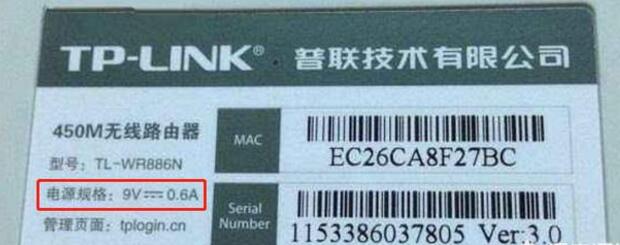 TP-LINK® 普联技术有限公司
450M无线路由器
型号: TL-WR886N
电源规格: 9V⎓0.6A
管理页面: tplogin.cn
MAC
EC26CA8F27BC
Serial
Number
1153386037805 Ver:3.0